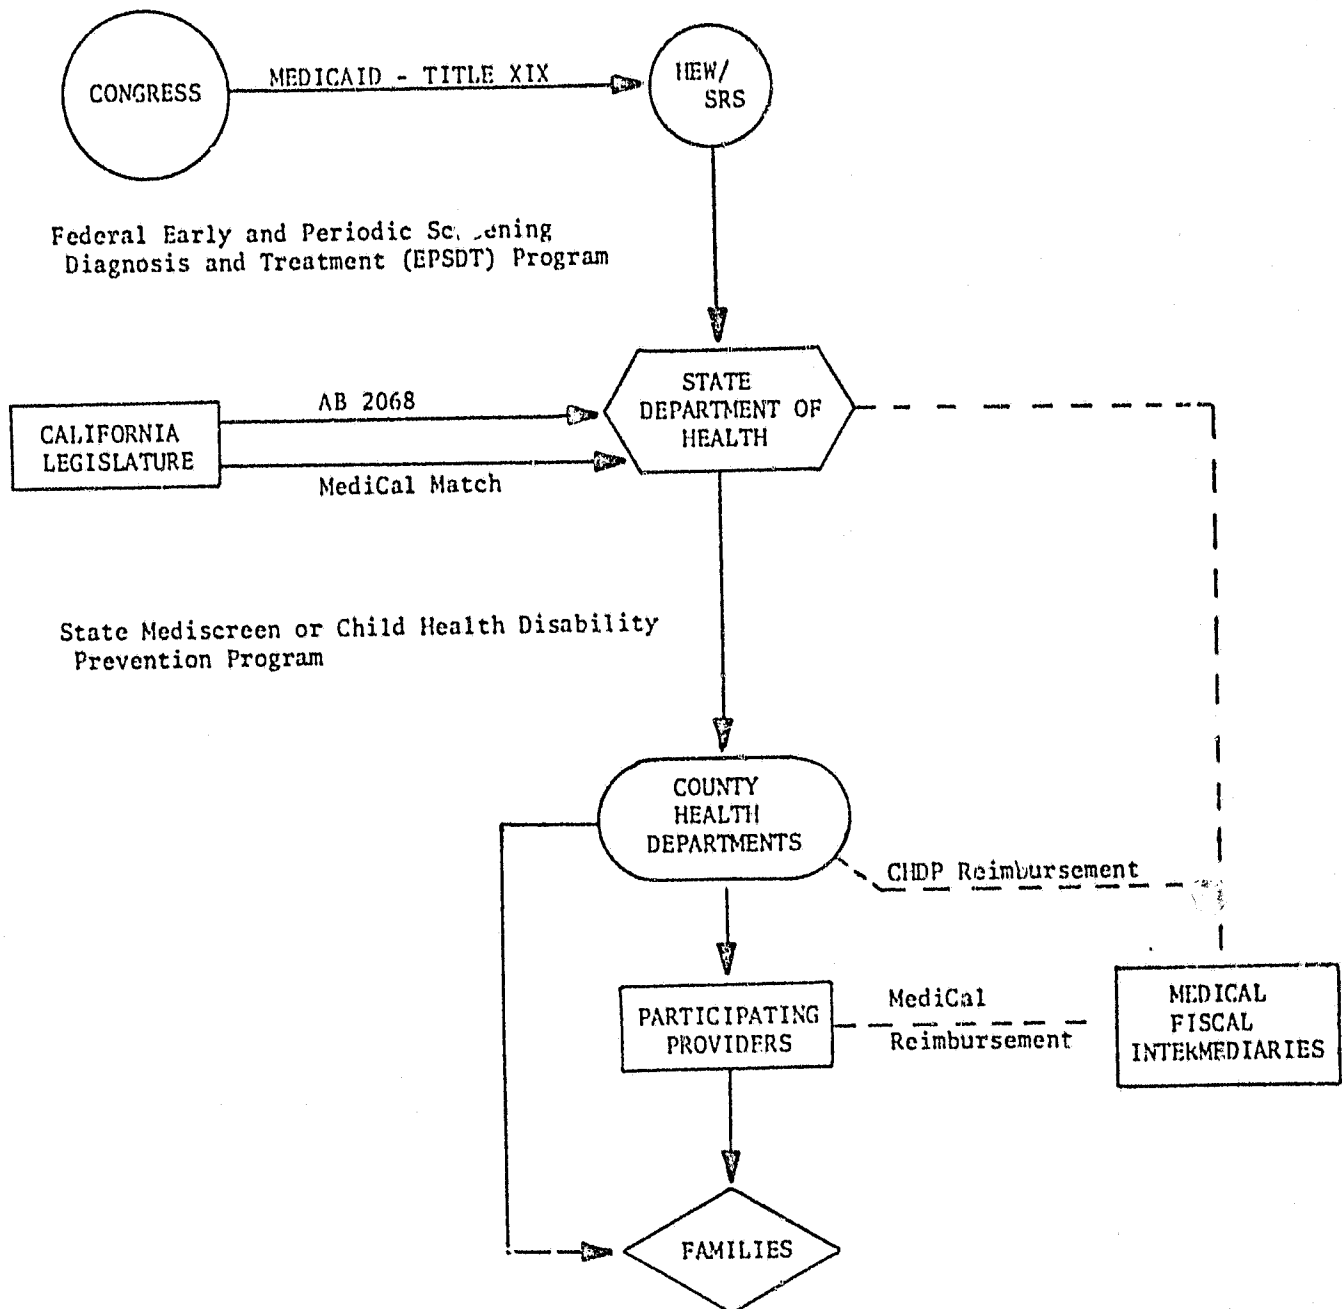 CONGRESS
MEDICAID - TITLE XIX
HEW/
SRS
Federal Early and Periodic
Diagnosis and Treatment (EPSDT) Program
STATE
DEPARTMENT OF
HEALTH
AB 2068
CALIFORNIA
LEGISLATURE
MediCal Match
State Mediscreen or Child Health Disability
Prevention Program
COUNTY
HEALTH
DEPARTMENTS
CHDP Reimbursement
PARTICIPATING
PROVIDERS
MediCal
Reimbursement
MEDICAL
FISCAL
INTERMEDIARIES
FAMILIES